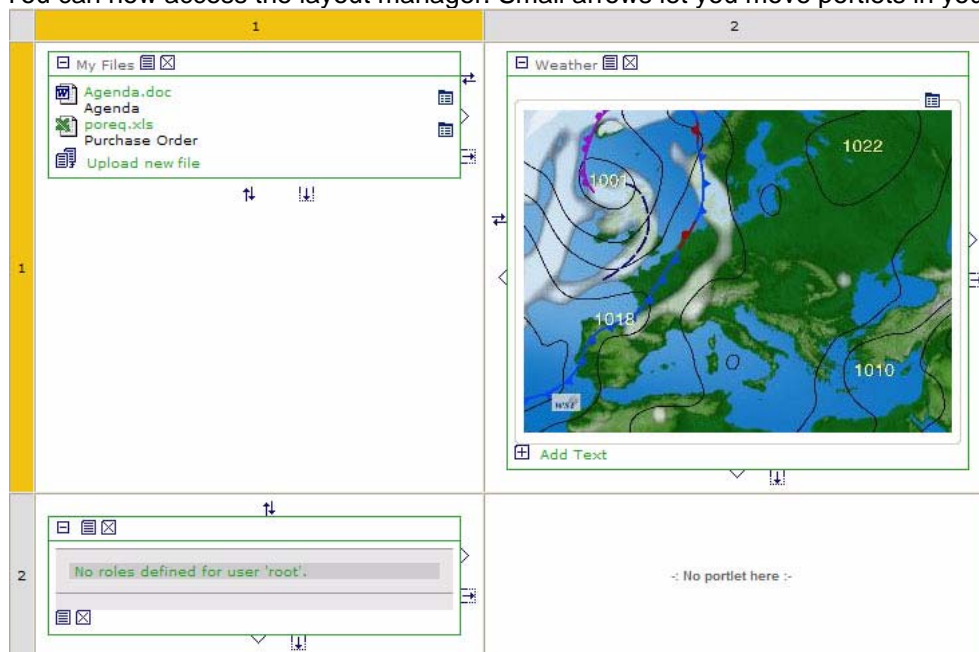 You can now access the layout manager. Small arrows let you move portlets in you
1 2
My Files
Agenda.doc
Agenda
poreq.xls
Purchase Order
Upload new file
1
Weather
1022
1001
1018
1010
Add Text
2
No roles defined for user 'root'.
-: No portlet here :-